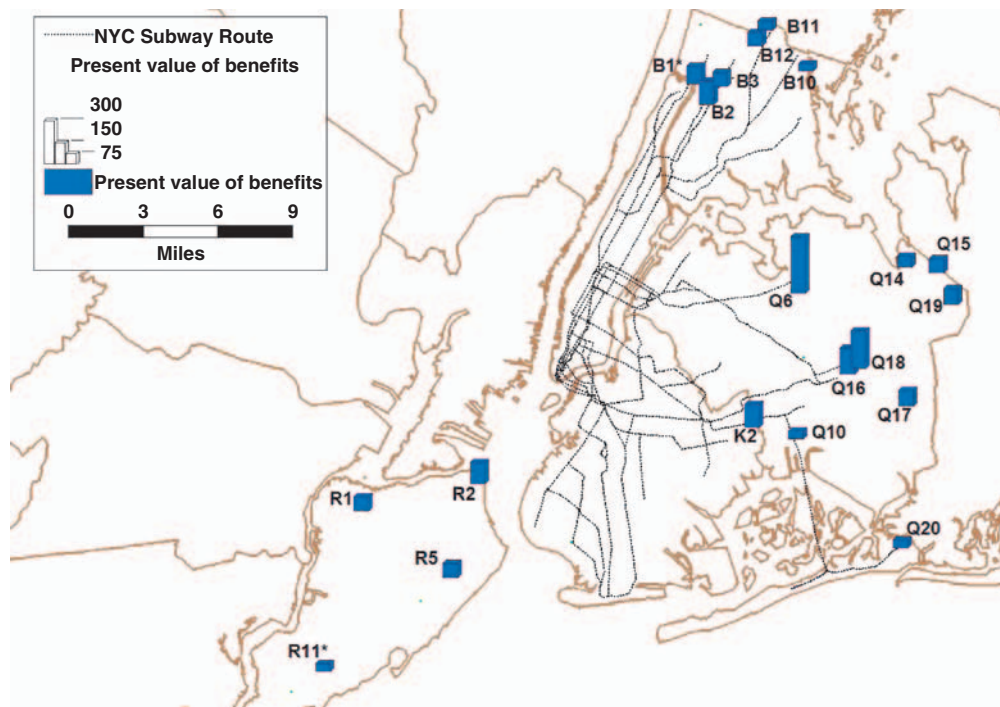 NYC Subway Route
Present value of benefits
300
150
75
Present value of benefits
0 3 6 9
Miles
B11
B12
B1*
B3
B10
B2
Q15
Q14
Q6
Q19
Q18
Q16
Q17
K2
Q10
R2
R1
Q20
R5
R11*